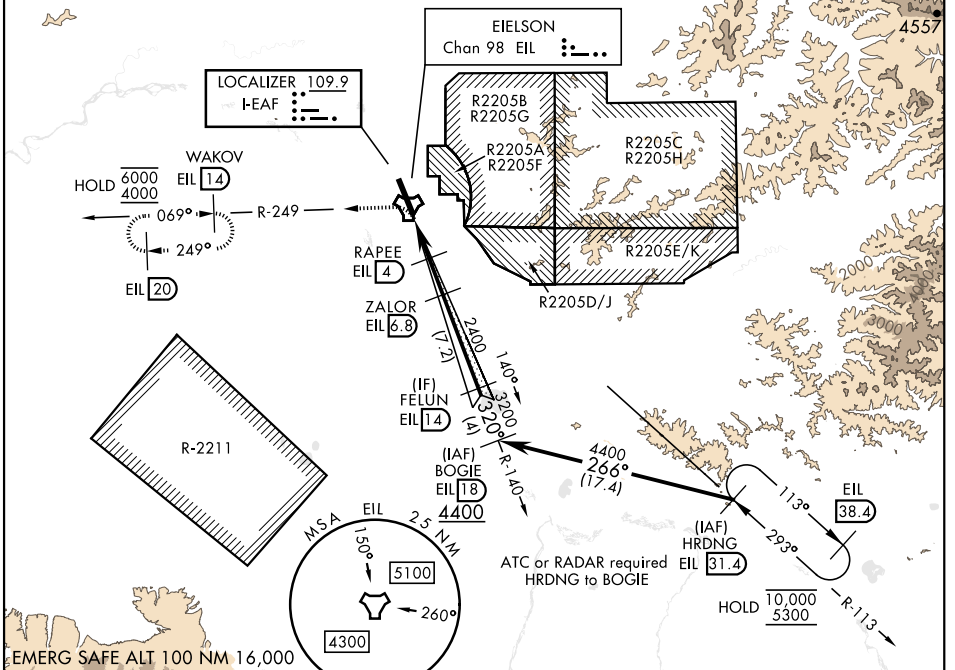 EIELSON
Chan 98 EIL
4557
LOCALIZER 109.9
I-EAF
R2205B
R2205G
R2205A
R2205F
R2205C
R2205H
R2205E/K
R2205D/J
WAKOV
EIL 14
HOLD 6000
4000
069°
R-249
249°
EIL 20
RAPEE
EIL 4
ZALOR
EIL 6.8
2400
(7.2)
140°
2000
4000
3000
(IF)
FELUN
EIL 14
3200
320°
(4)
R-2211
(IAF)
BOGIE
EIL 18
4400
R-140
4400
266°
(17.4)
113°
293°
EIL
38.4
(IAF)
HRDNG
EIL 31.4
ATC or RADAR required
HRDNG to BOGIE
HOLD 10,000
5300
R-113
MSA EIL 25 NM
150°
5100
260°
4300
EMERG SAFE ALT 100 NM 16,000